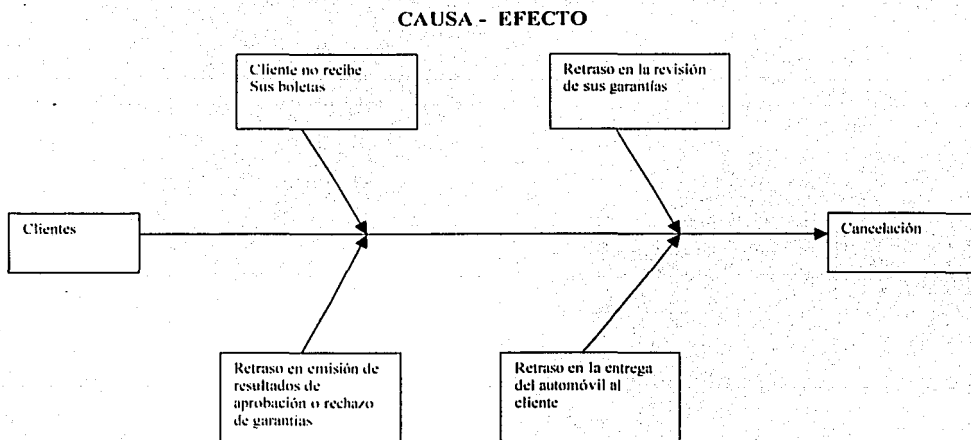 CAUSA - EFECTO
Cliente no recibe
Sus boletas
Retraso en la revisión
de sus garantías
Clientes
Cancelación
Retraso en emisión de
resultados de
aprobación o rechazo
de garantías
Retraso en la entrega
del automóvil al
cliente